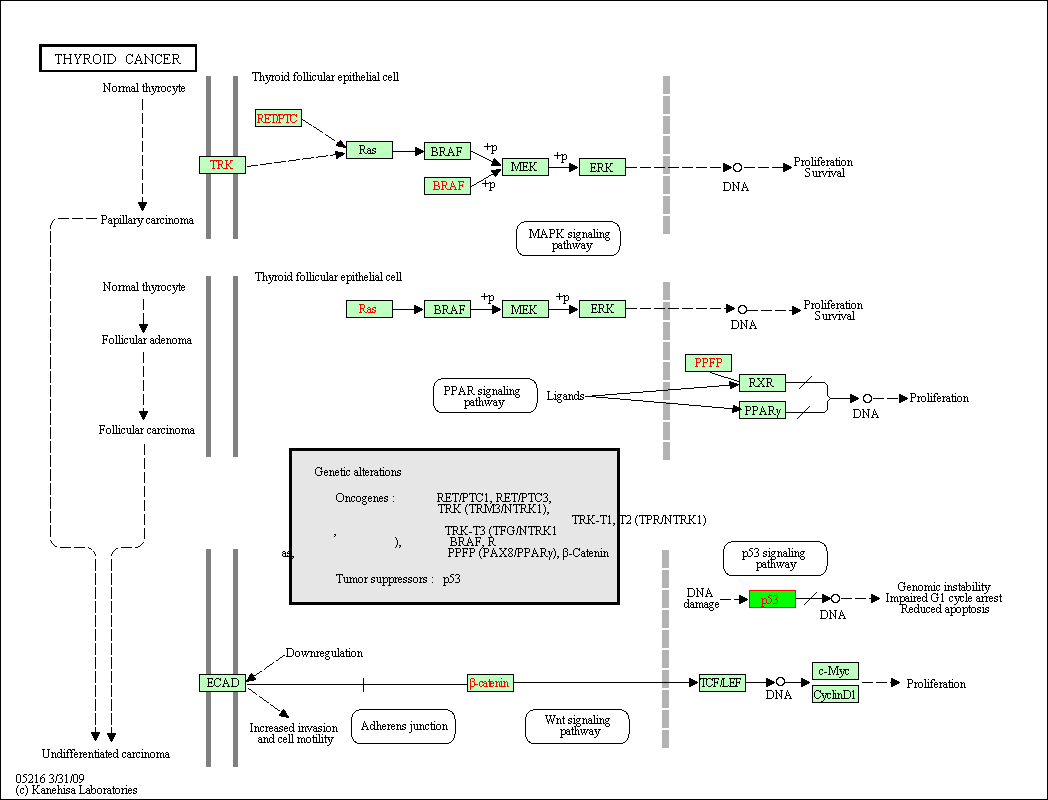 THYROID CANCER
Normal thyrocyte
Thyroid follicular epithelial cell
RET/PTC
TRK
Ras
BRAF
+p
BRAF
+p
MEK
+p
ERK
DNA
Proliferation
Survival
Papillary carcinoma
MAPK signaling
pathway
Normal thyrocyte
Thyroid follicular epithelial cell
Ras
BRAF
+p
MEK
+p
ERK
DNA
Proliferation
Survival
Follicular adenoma
PPFP
RXR
PPAR signaling
pathway
Ligands
PPARγ
DNA
Proliferation
Follicular carcinoma
Genetic alterations
Oncogenes : RET/PTC1, RET/PTC3,
TRK (TRM3/NTRK1),
TRK-T1, T2 (TPR/NTRK1)
, TRK-T3 (TFG/NTRK1
), BRAF, R
as, PPFP (PAX8/PPARγ), β-Catenin
Tumor suppressors : p53
p53 signaling
pathway
DNA
damage
p53
DNA
Genomic instability
Impaired G1 cycle arrest
Reduced apoptosis
Downregulation
ECAD
β-catenin
TCF/LEF
DNA
c-Myc
CyclinD1
Proliferation
Increased invasion
and cell motility
Adherens junction
Wnt signaling
pathway
Undifferentiated carcinoma
05216 3/31/09
(c) Kanehisa Laboratories